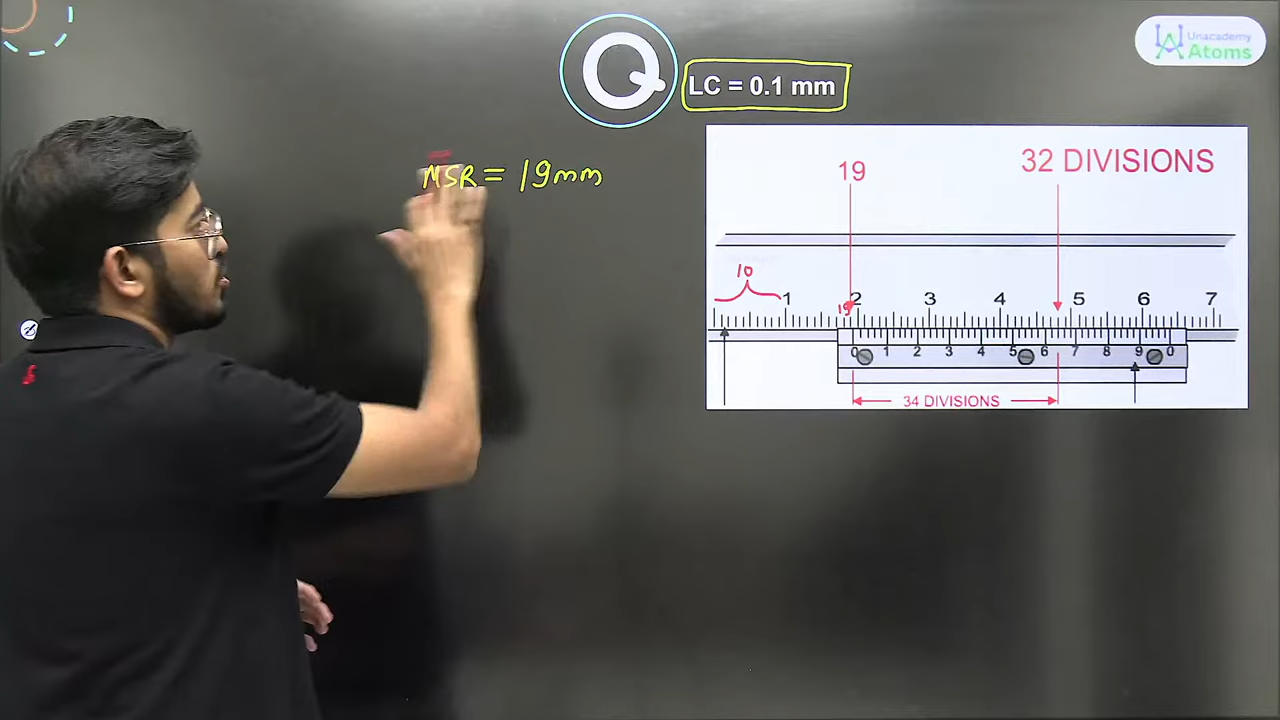 Q
LC = 0.1 mm
Unacademy
Atoms
MSR = 19mm
19
32 DIVISIONS
10
1 2 3 4 5 6 7
19
0 1 2 3 4 5 6 7 8 9 0
34 DIVISIONS